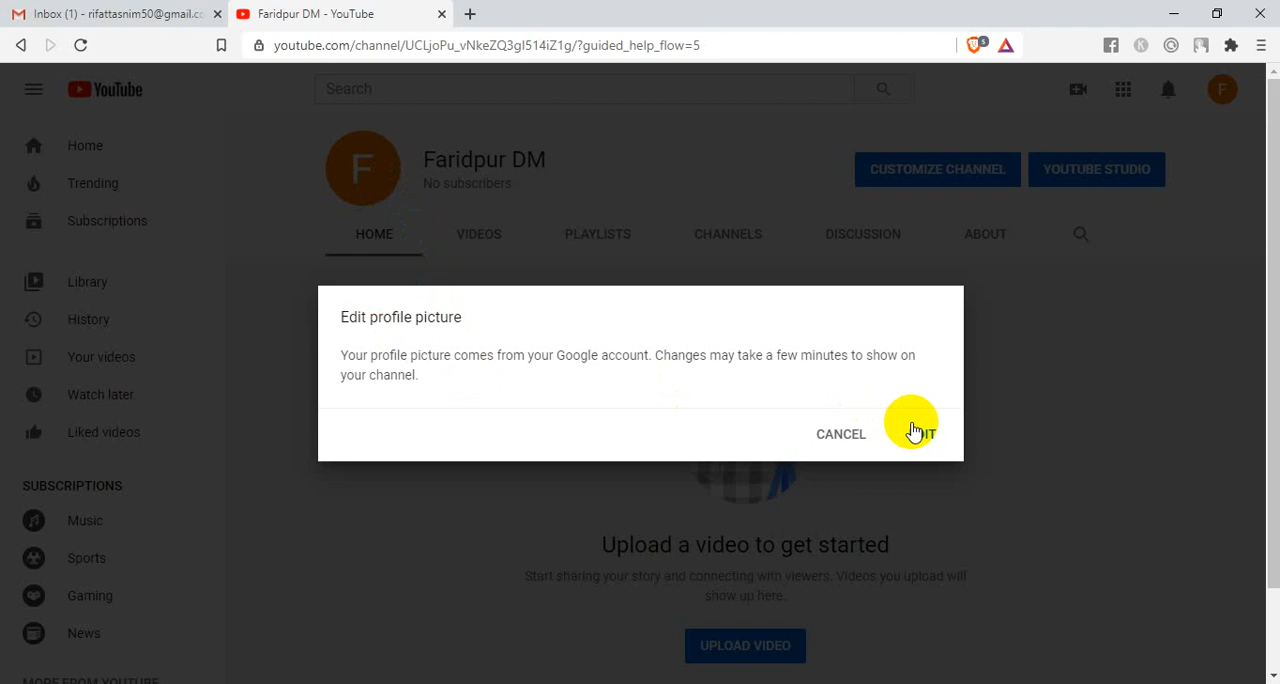 Inbox (1) - rifattasnim50@gmail.cc
Faridpur DM - YouTube
youtube.com/channel/UCLjoPu_vNkeZQ3gI514iZ1g/?guided_help_flow=5
5
YouTube
Search
F
Home
Trending
Subscriptions
Library
History
Your videos
Watch later
Liked videos
SUBSCRIPTIONS
Music
Sports
Gaming
News
F
Faridpur DM
No subscribers
CUSTOMIZE CHANNEL
YOUTUBE STUDIO
HOME
VIDEOS
PLAYLISTS
CHANNELS
DISCUSSION
ABOUT
Edit profile picture
Your profile picture comes from your Google account. Changes may take a few minutes to show on
your channel.
CANCEL
Upload a video to get started
Start sharing your story and connecting with viewers. Videos you upload will
show up here.
UPLOAD VIDEO